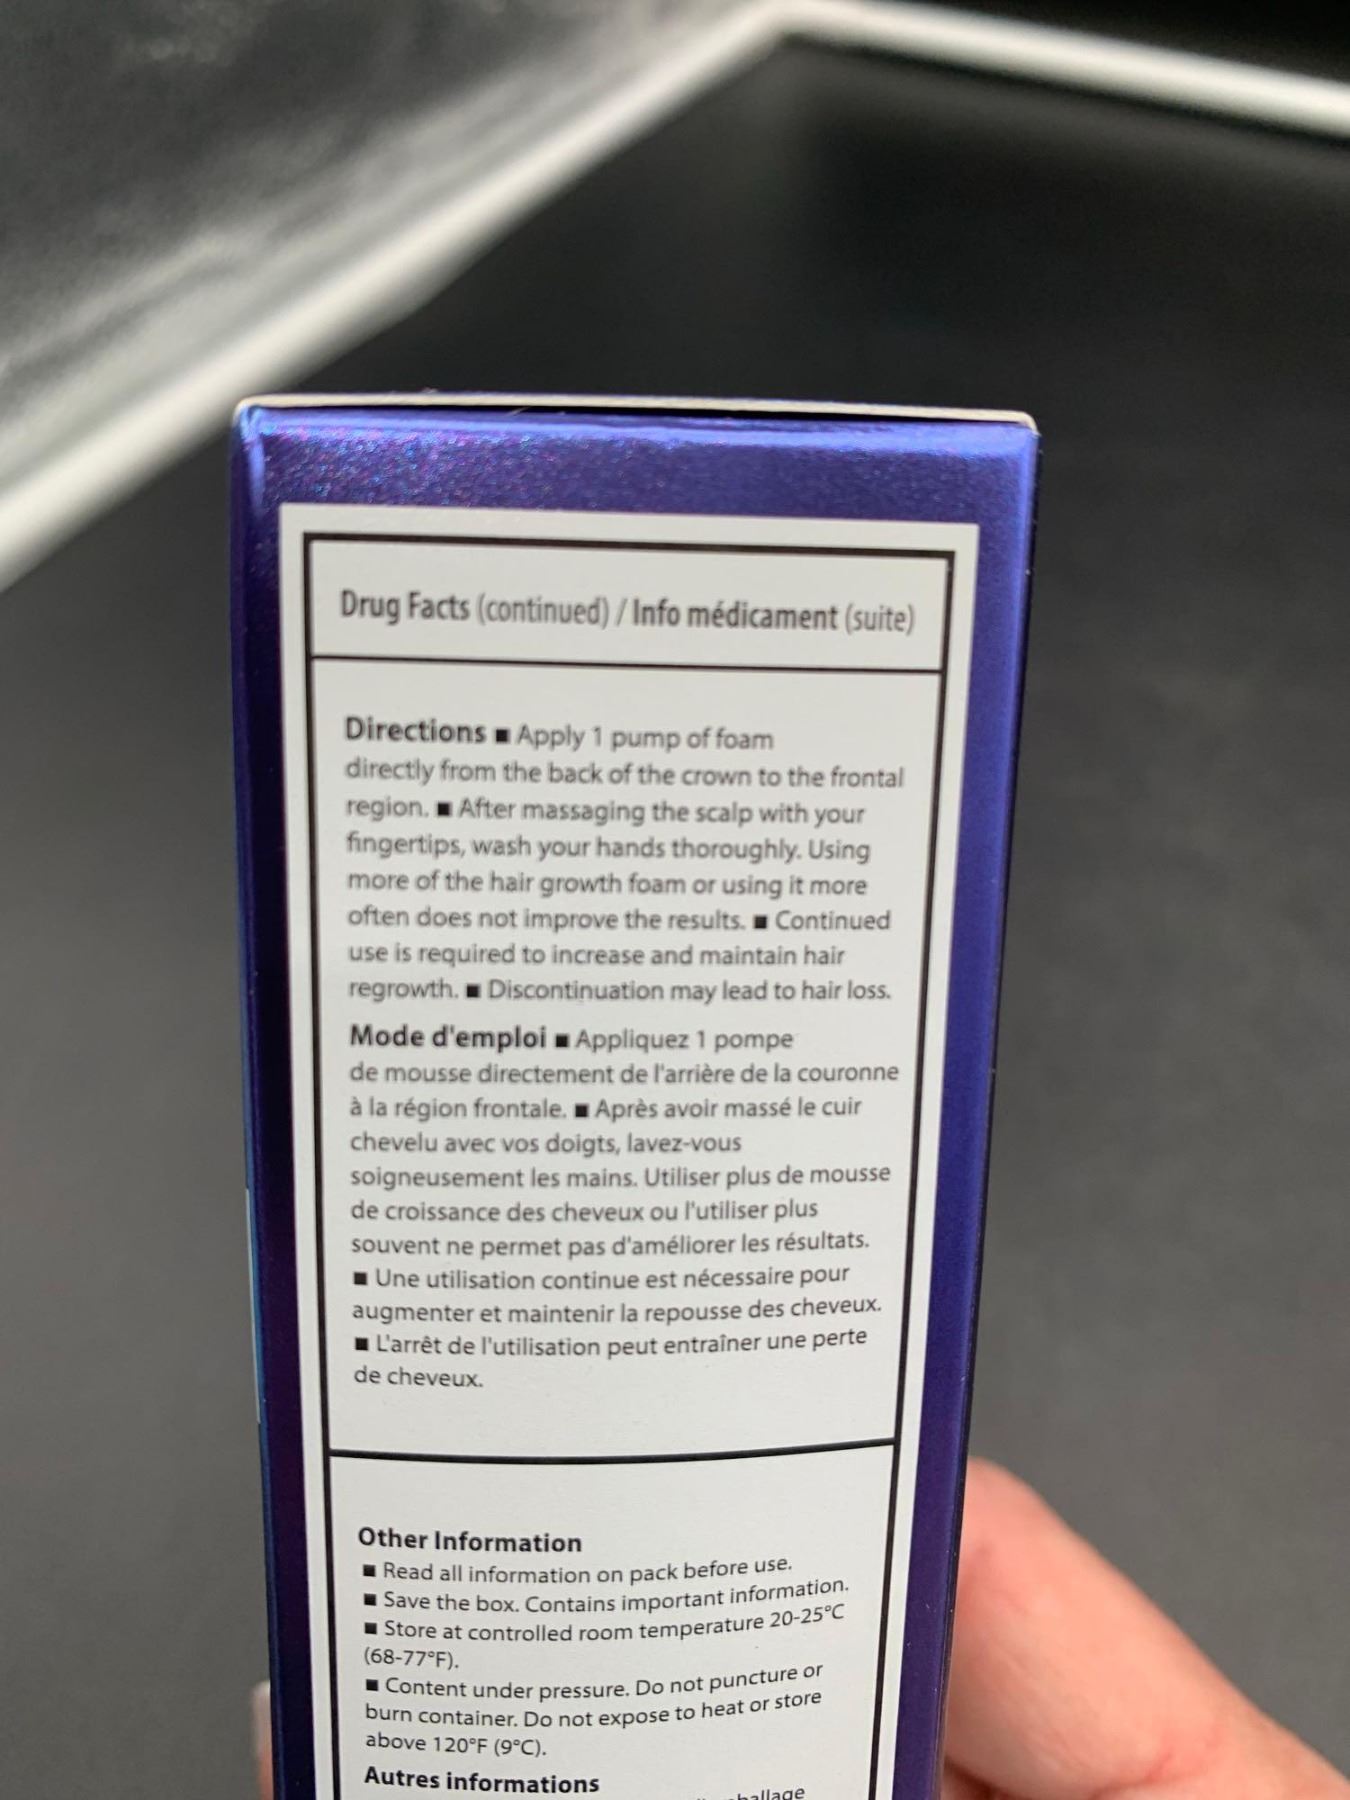 Drug Facts (continued) / Info médicament (suite)
Directions ■ Apply 1 pump of foam
directly from the back of the crown to the frontal
region. ■ After massaging the scalp with your
fingertips, wash your hands thoroughly. Using
more of the hair growth foam or using it more
often does not improve the results. ■ Continued
use is required to increase and maintain hair
regrowth. ■ Discontinuation may lead to hair loss.
Mode d'emploi ■ Appliquez 1 pompe
de mousse directement de l'arrière de la couronne
à la région frontale. ■ Après avoir massé le cuir
chevelu avec vos doigts, lavez-vous
soigneusement les mains. Utiliser plus de mousse
de croissance des cheveux ou l'utiliser plus
souvent ne permet pas d'améliorer les résultats.
■ Une utilisation continue est nécessaire pour
augmenter et maintenir la repousse des cheveux.
■ L'arrêt de l'utilisation peut entraîner une perte
de cheveux.
Other Information
■ Read all information on pack before use.
■ Save the box. Contains important information.
■ Store at controlled room temperature 20-25°C
(68-77°F).
■ Content under pressure. Do not puncture or
burn container. Do not expose to heat or store
above 120°F (9°C).
Autres informations